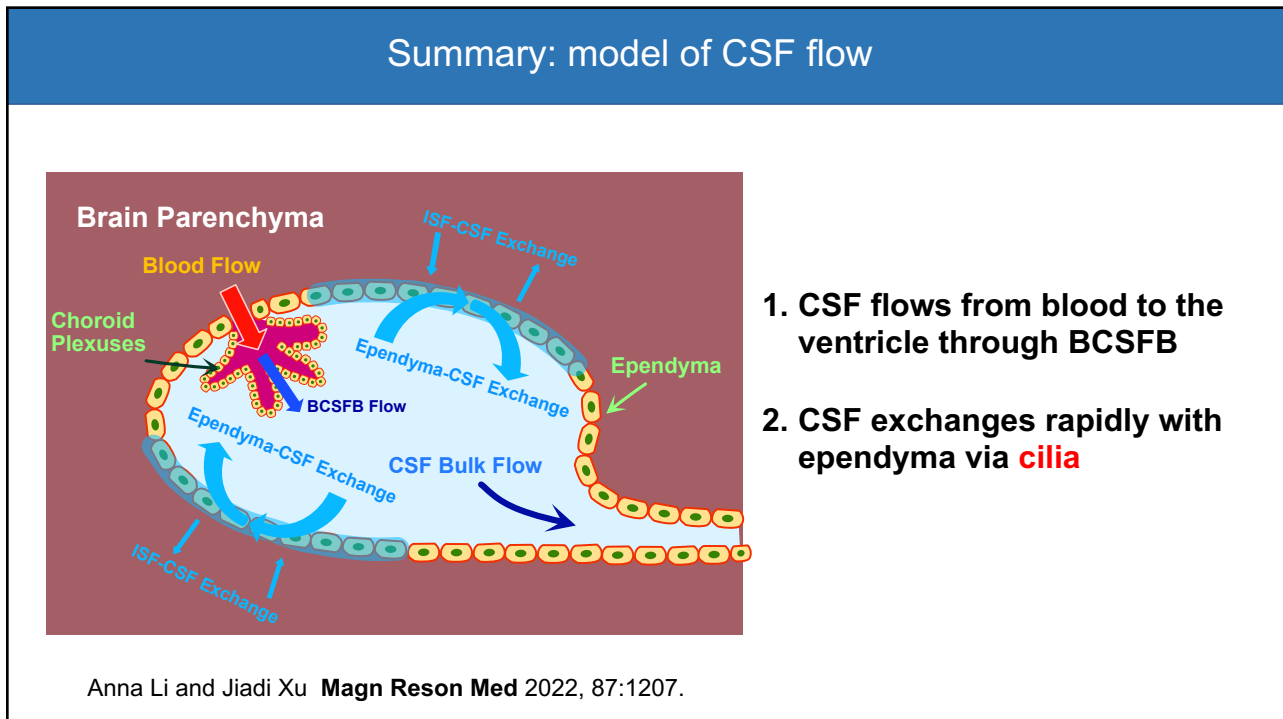 Summary: model of CSF flow
Brain Parenchyma
ISF-CSF Exchange
Blood Flow
Choroid
Plexuses
Ependyma-CSF Exchange
Ependyma
BCSFB Flow
Ependyma-CSF Exchange
CSF Bulk Flow
ISF-CSF Exchange
1. CSF flows from blood to the
ventricle through BCSFB
2. CSF exchanges rapidly with
ependyma via cilia
Anna Li and Jiadi Xu Magn Reson Med 2022, 87:1207.